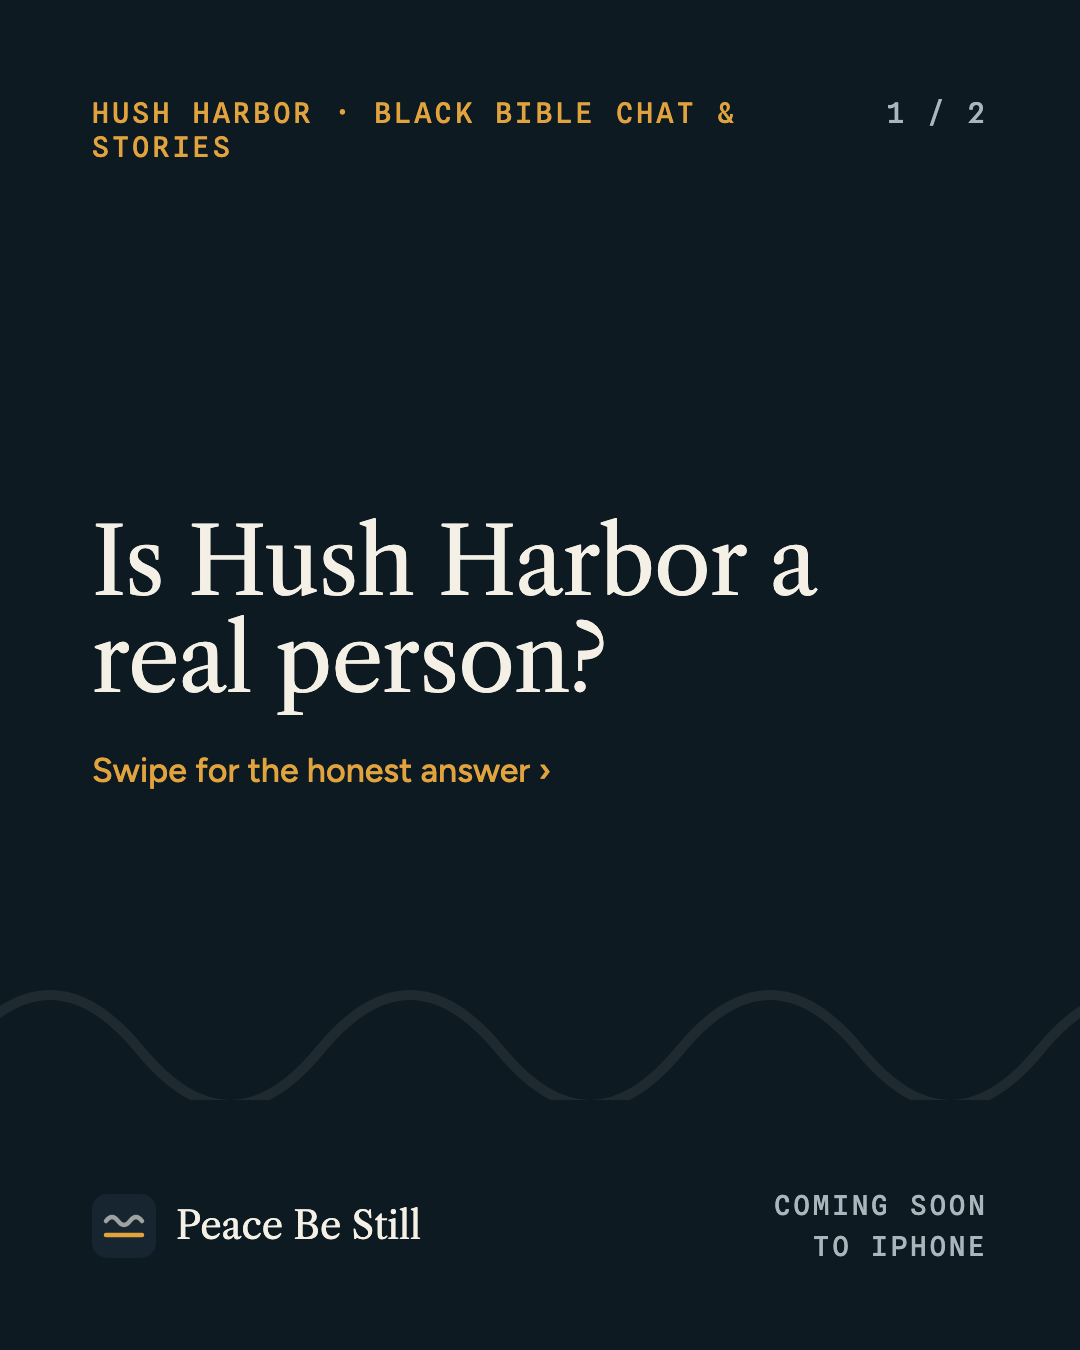 HUSH HARBOR · BLACK BIBLE CHAT &
STORIES
1 / 2
Is Hush Harbor a
real person?
Swipe for the honest answer ›
Peace Be Still
COMING SOON
TO IPHONE